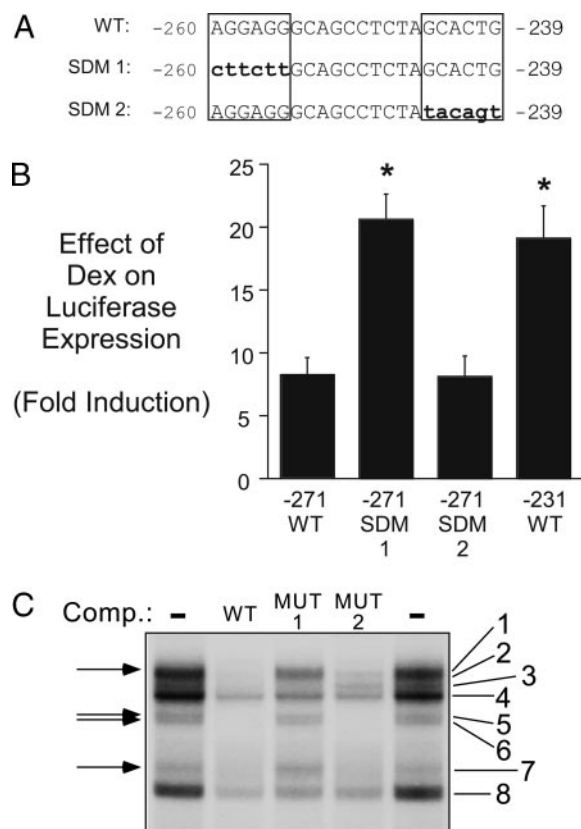 A
WT: -260 AGGAGGGCAGCCTCTAGCACTG -239
SDM 1: -260 cttcttGCAGCCTCTAGCACTG -239
SDM 2: -260 AGGAGGGCAGCCTCTAtacagt -239
B
Effect of
Dex on
Luciferase
Expression
(Fold Induction)
25
20
15
10
5
0
* *
-271 -271 -271 -231
WT SDM SDM WT
1 2
C
Comp.: - WT MUT 1 MUT 2 -
1
2
3
4
5
6
7
8